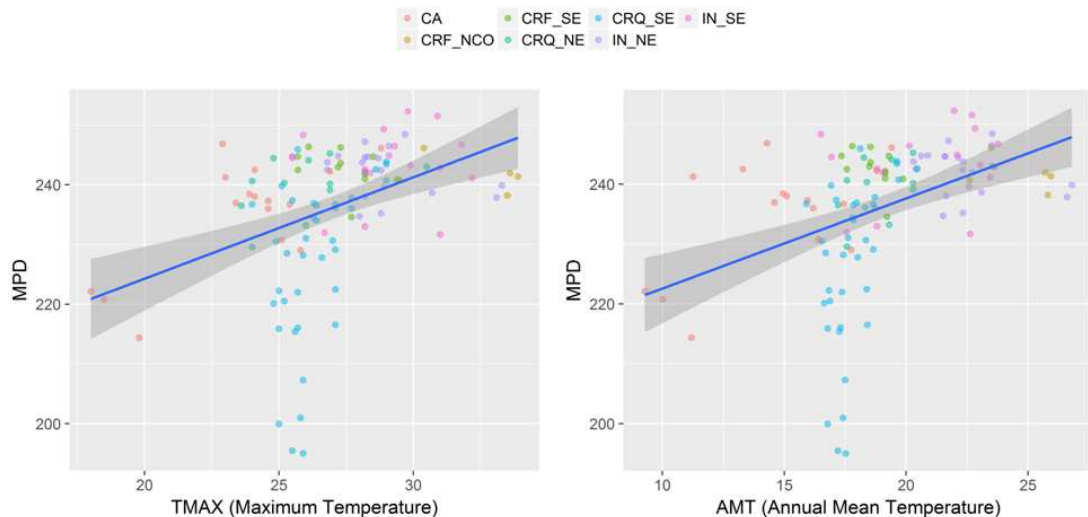 CA CRF_SE CRQ_SE IN_SE
CRF_NCO CRQ_NE IN_NE
240
220
200
MPD
20 25 30
TMAX (Maximum Temperature)
240
220
200
MPD
10 15 20 25
AMT (Annual Mean Temperature)